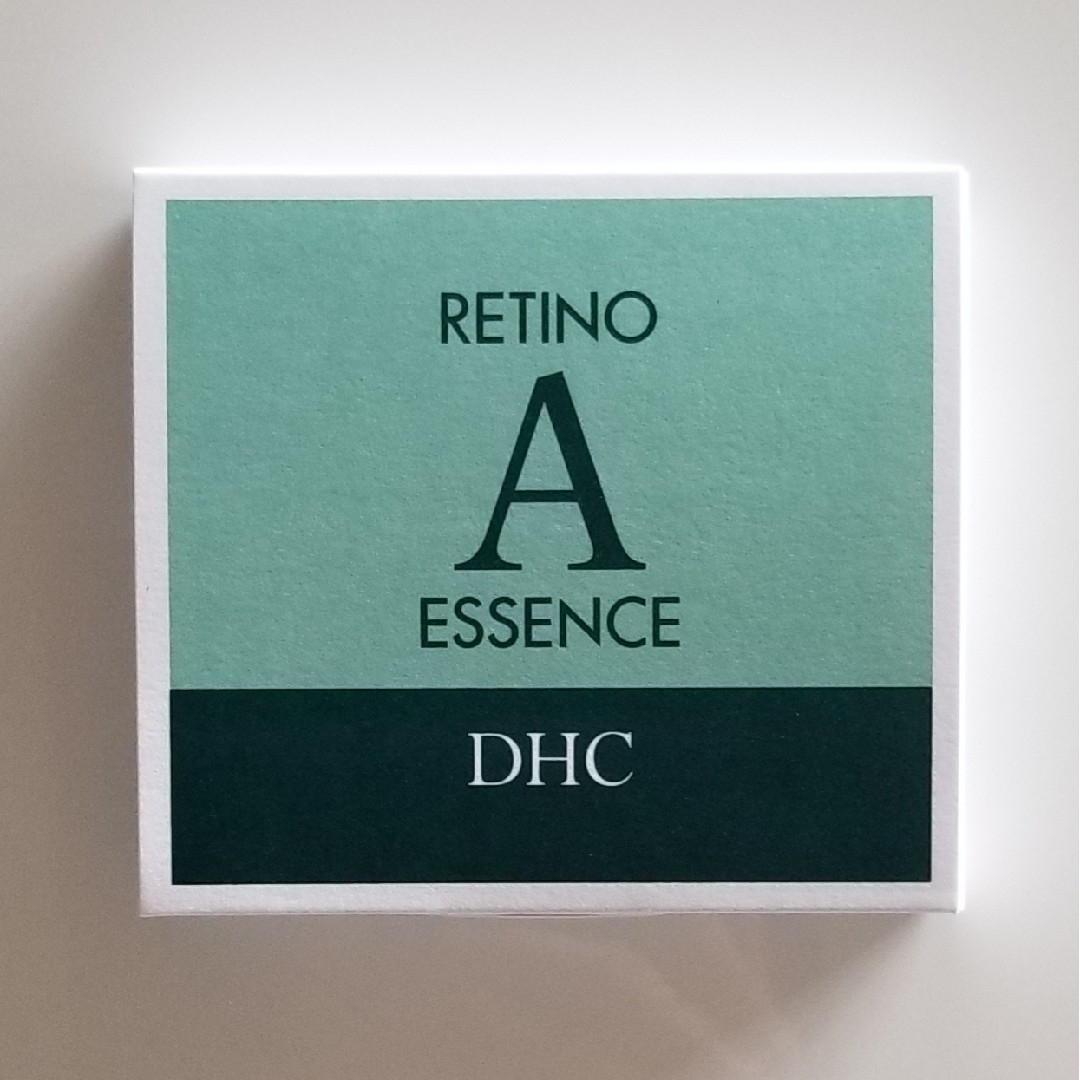 RETINO
A
ESSENCE
DHC